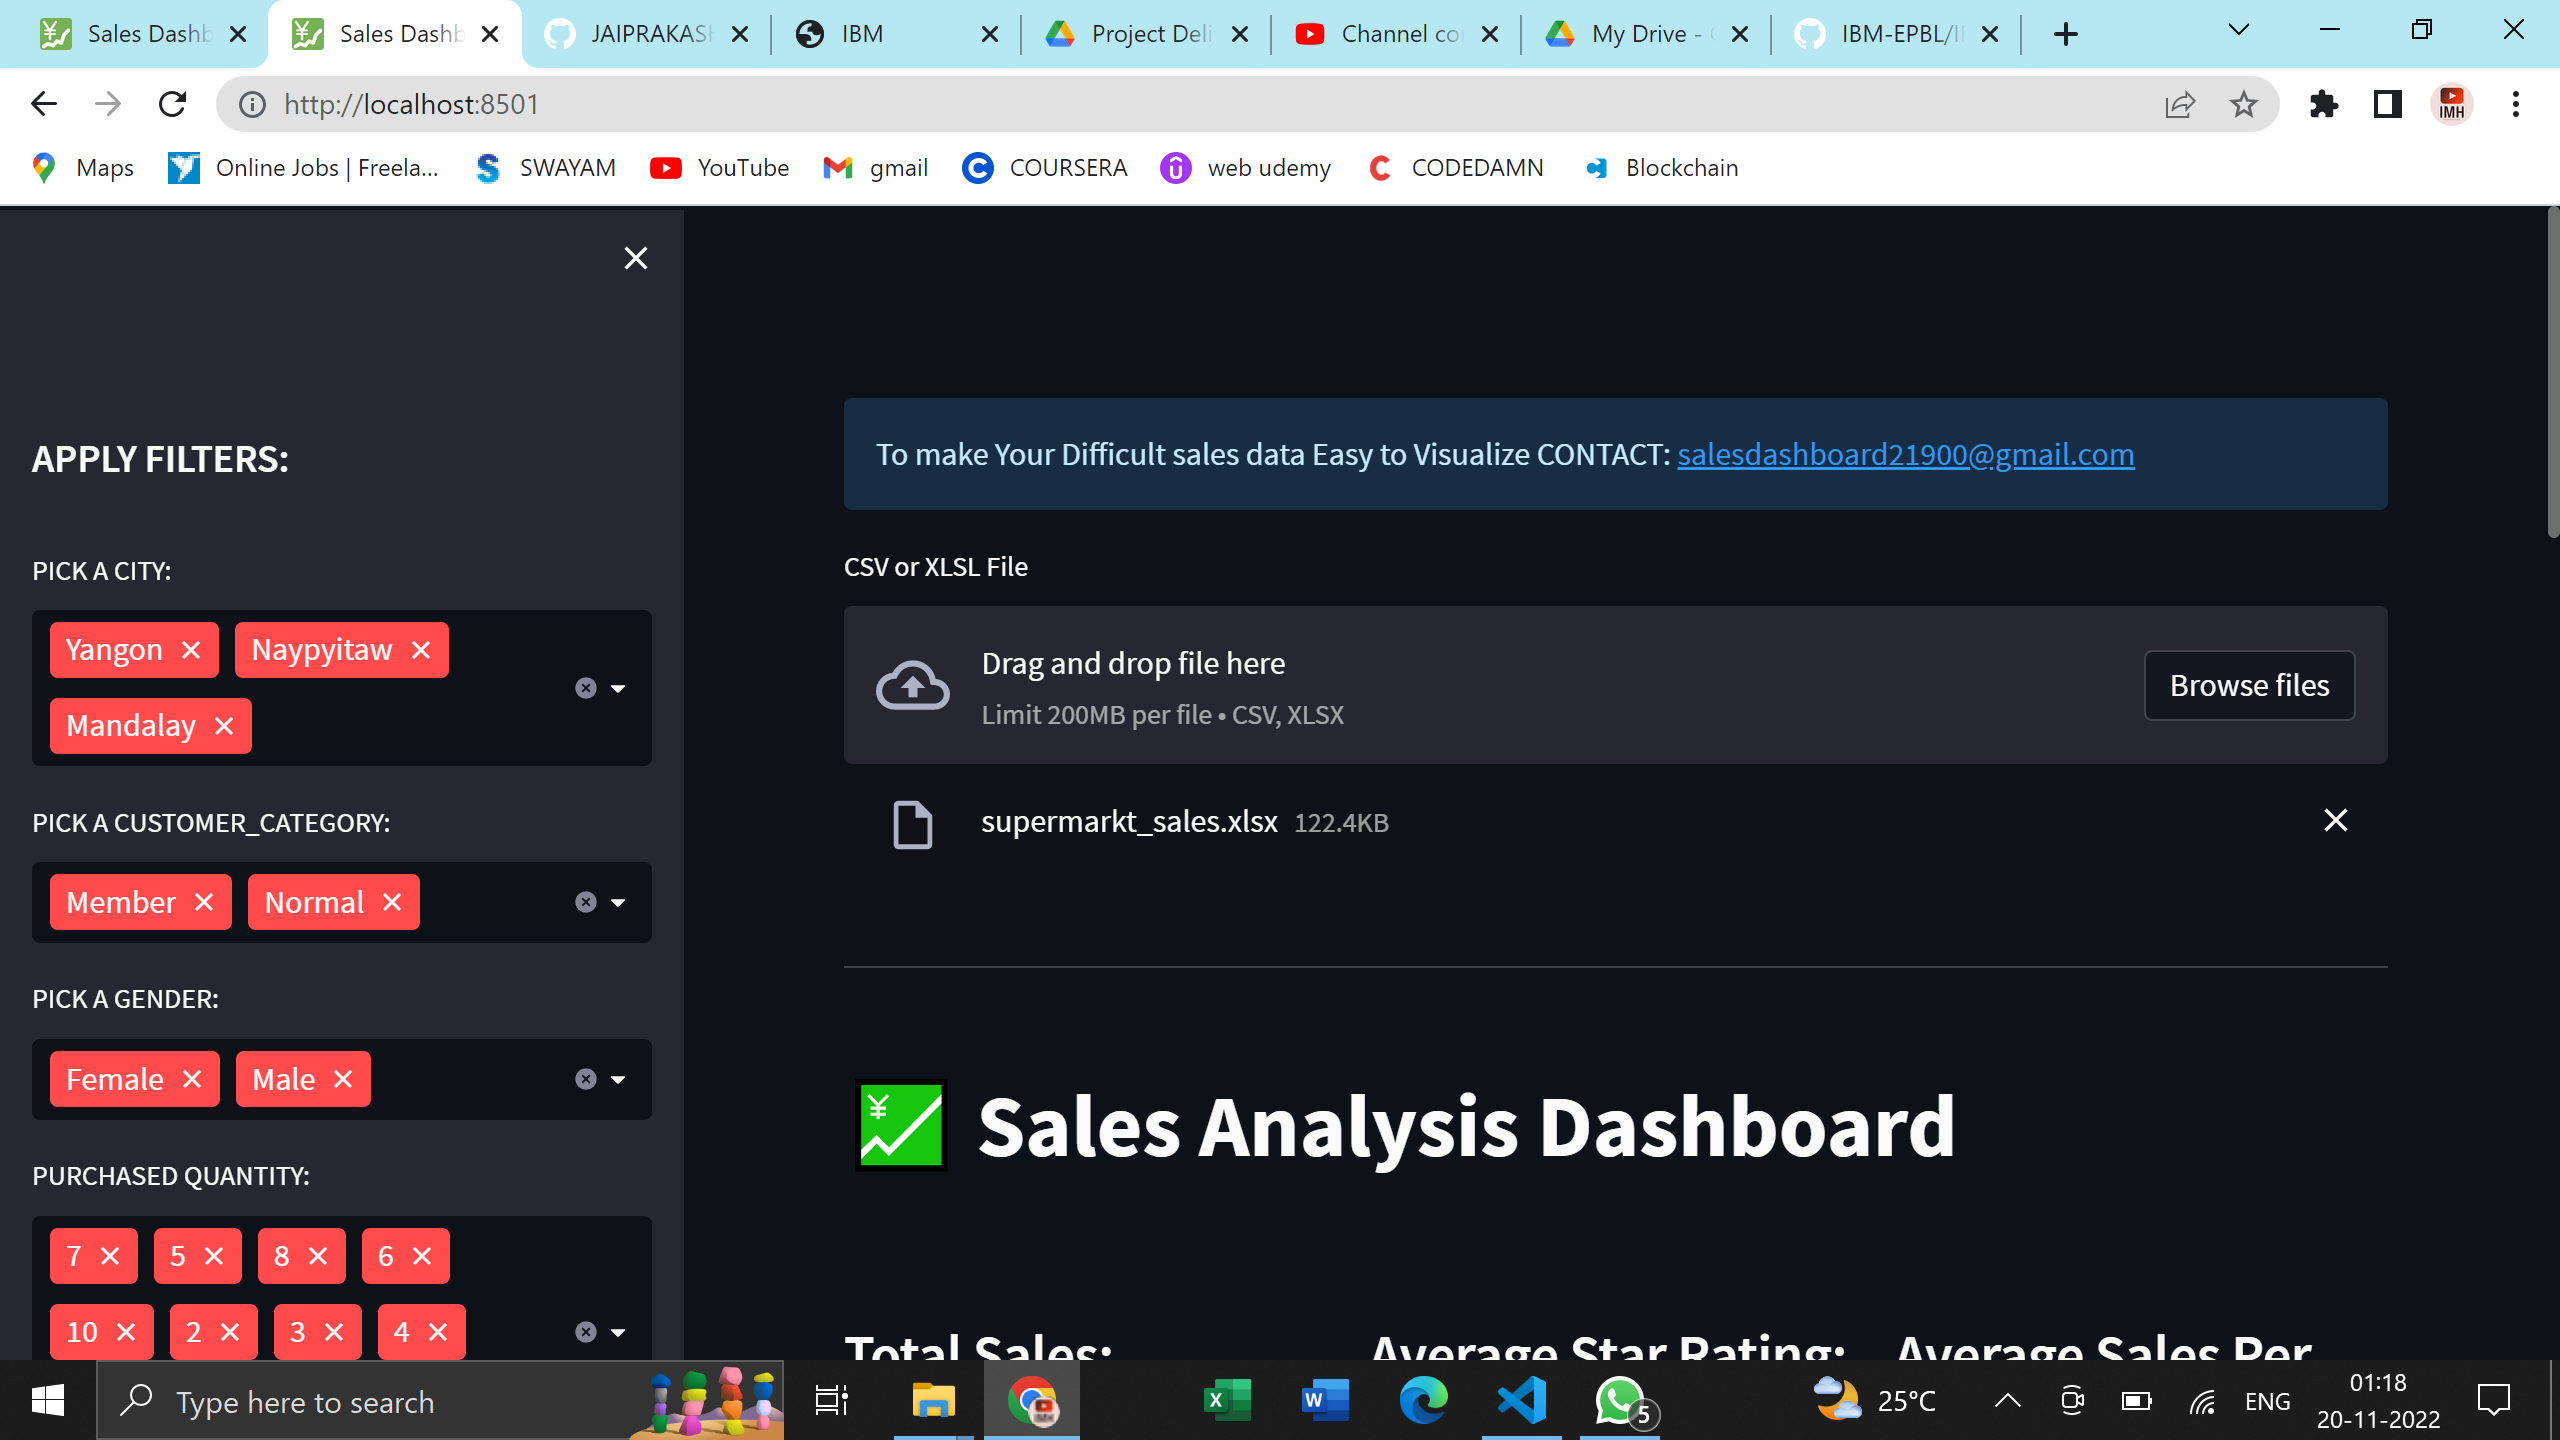 Sales Dashb
Sales Dashb
JAIPRAKASH
IBM
Project Deli
Channel co
My Drive -
IBM-EPBL/I
http://localhost:8501
IMH
Maps
Online Jobs | Freela...
SWAYAM
YouTube
gmail
COURSERA
web udemy
CODEDAMN
Blockchain
APPLY FILTERS:
PICK A CITY:
Yangon
Naypyitaw
Mandalay
PICK A CUSTOMER_CATEGORY:
Member
Normal
PICK A GENDER:
Female
Male
PURCHASED QUANTITY:
7 5 8 6
10 2 3 4
To make Your Difficult sales data Easy to Visualize CONTACT: salesdashboard21900@gmail.com
CSV or XLSL File
Drag and drop file here
Limit 200MB per file • CSV, XLSX
Browse files
supermarkt_sales.xlsx 122.4KB
¥ Sales Analysis Dashboard
Total Sales:
Average Star Rating:
Average Sales Per
Type here to search
5
25°C
ENG
01:18
20-11-2022